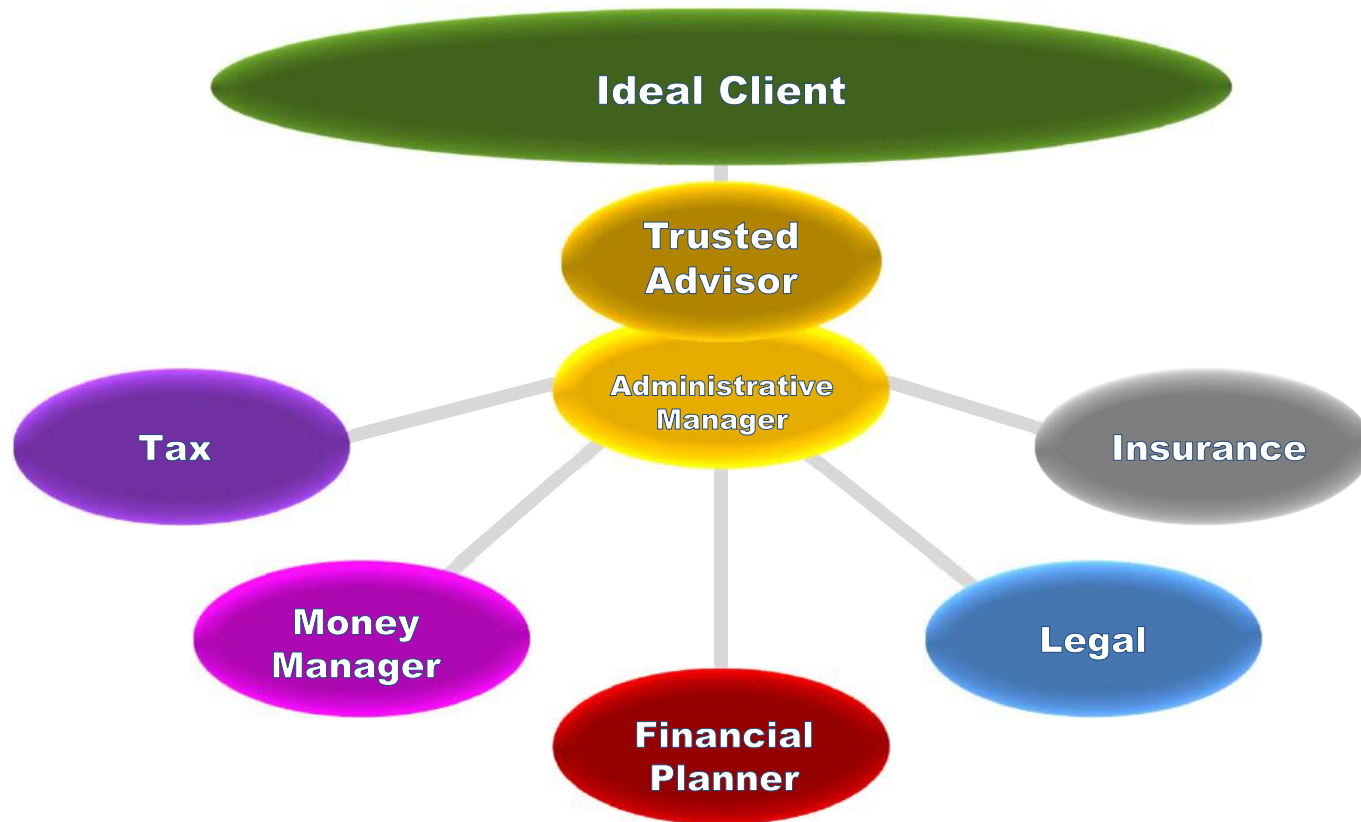 Ideal Client
Trusted
Advisor
Administrative
Manager
Tax
Insurance
Money
Manager
Legal
Financial
Planner